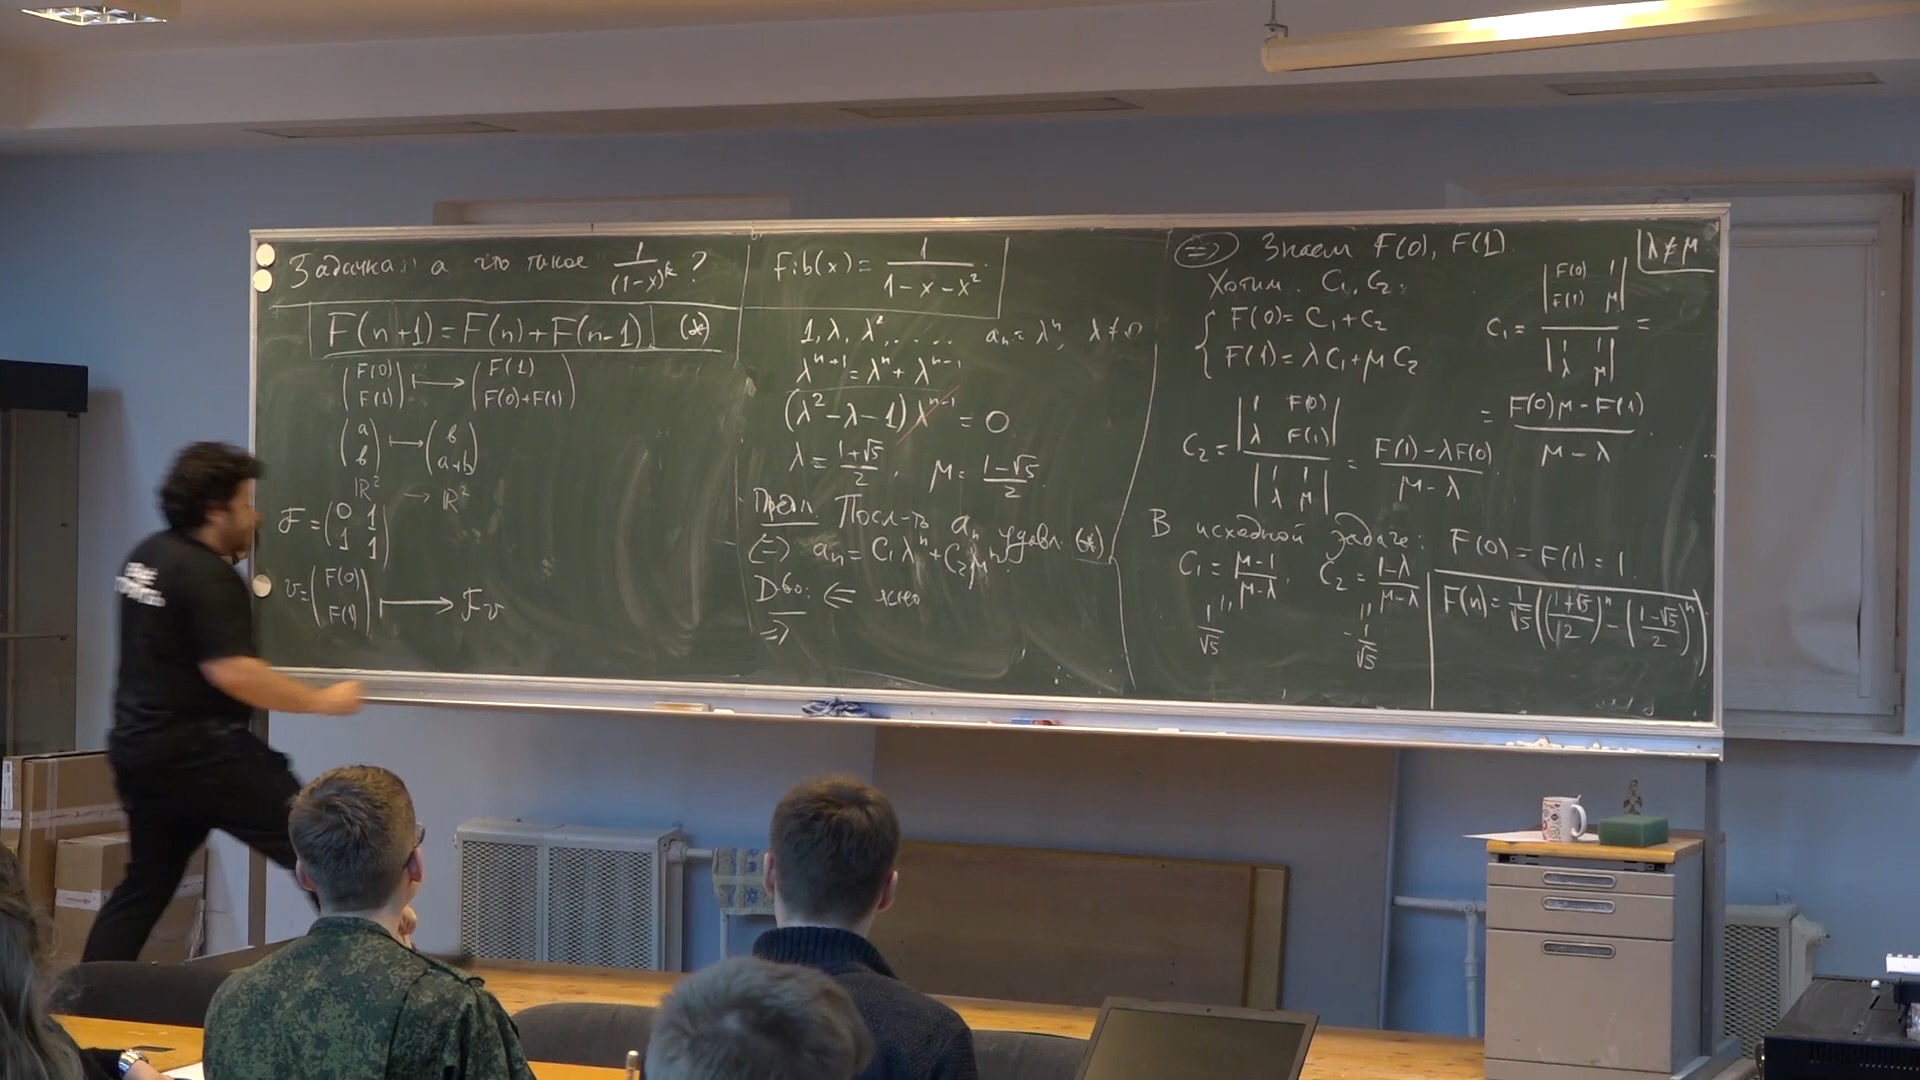 Задачка: а что такое 1/(1-x)^k ?
F(n+1) = F(n) + F(n-1) (*)
(F(0) F(1)) ↦ (F(1) F(0)+F(1))
(a b) ↦ (b a+b)
ℝ² → ℝ²
F = (0 1 1 1)
v = (F(0) F(1)) ↦ Fv
Fib(x) = 1/(1-x-x²)
1, λ, λ², .... aₙ = λⁿ, λ ≠ 0
λⁿ⁺¹ = λⁿ + λⁿ⁻¹
(λ² - λ - 1) λⁿ⁻¹ = 0
λ = (1+√5)/2, μ = (1-√5)/2
Предл. Посл-ть aₙ удовл. (*)
⇔ aₙ = C₁λⁿ + C₂μⁿ.
Д-во: ⇐ ясно
⇒
⇒ Знаем F(0), F(1). λ ≠ μ
Хотим C₁, C₂:
F(0) = C₁ + C₂
F(1) = λC₁ + μC₂
C₁ = |F(0) 1 F(1) μ| / |1 1 λ μ| =
= (F(0)μ - F(1))/(μ - λ)
C₂ = |1 F(0) λ F(1)| / |1 1 λ μ| = (F(1) - λF(0))/(μ - λ)
В исходной задаче: F(0) = F(1) = 1.
C₁ = (μ-1)/(μ-λ), C₂ = (1-λ)/(μ-λ)
" 1/√5 " -1/√5
F(n) = 1/√5 (((1+√5)/2)ⁿ - ((1-√5)/2)ⁿ)